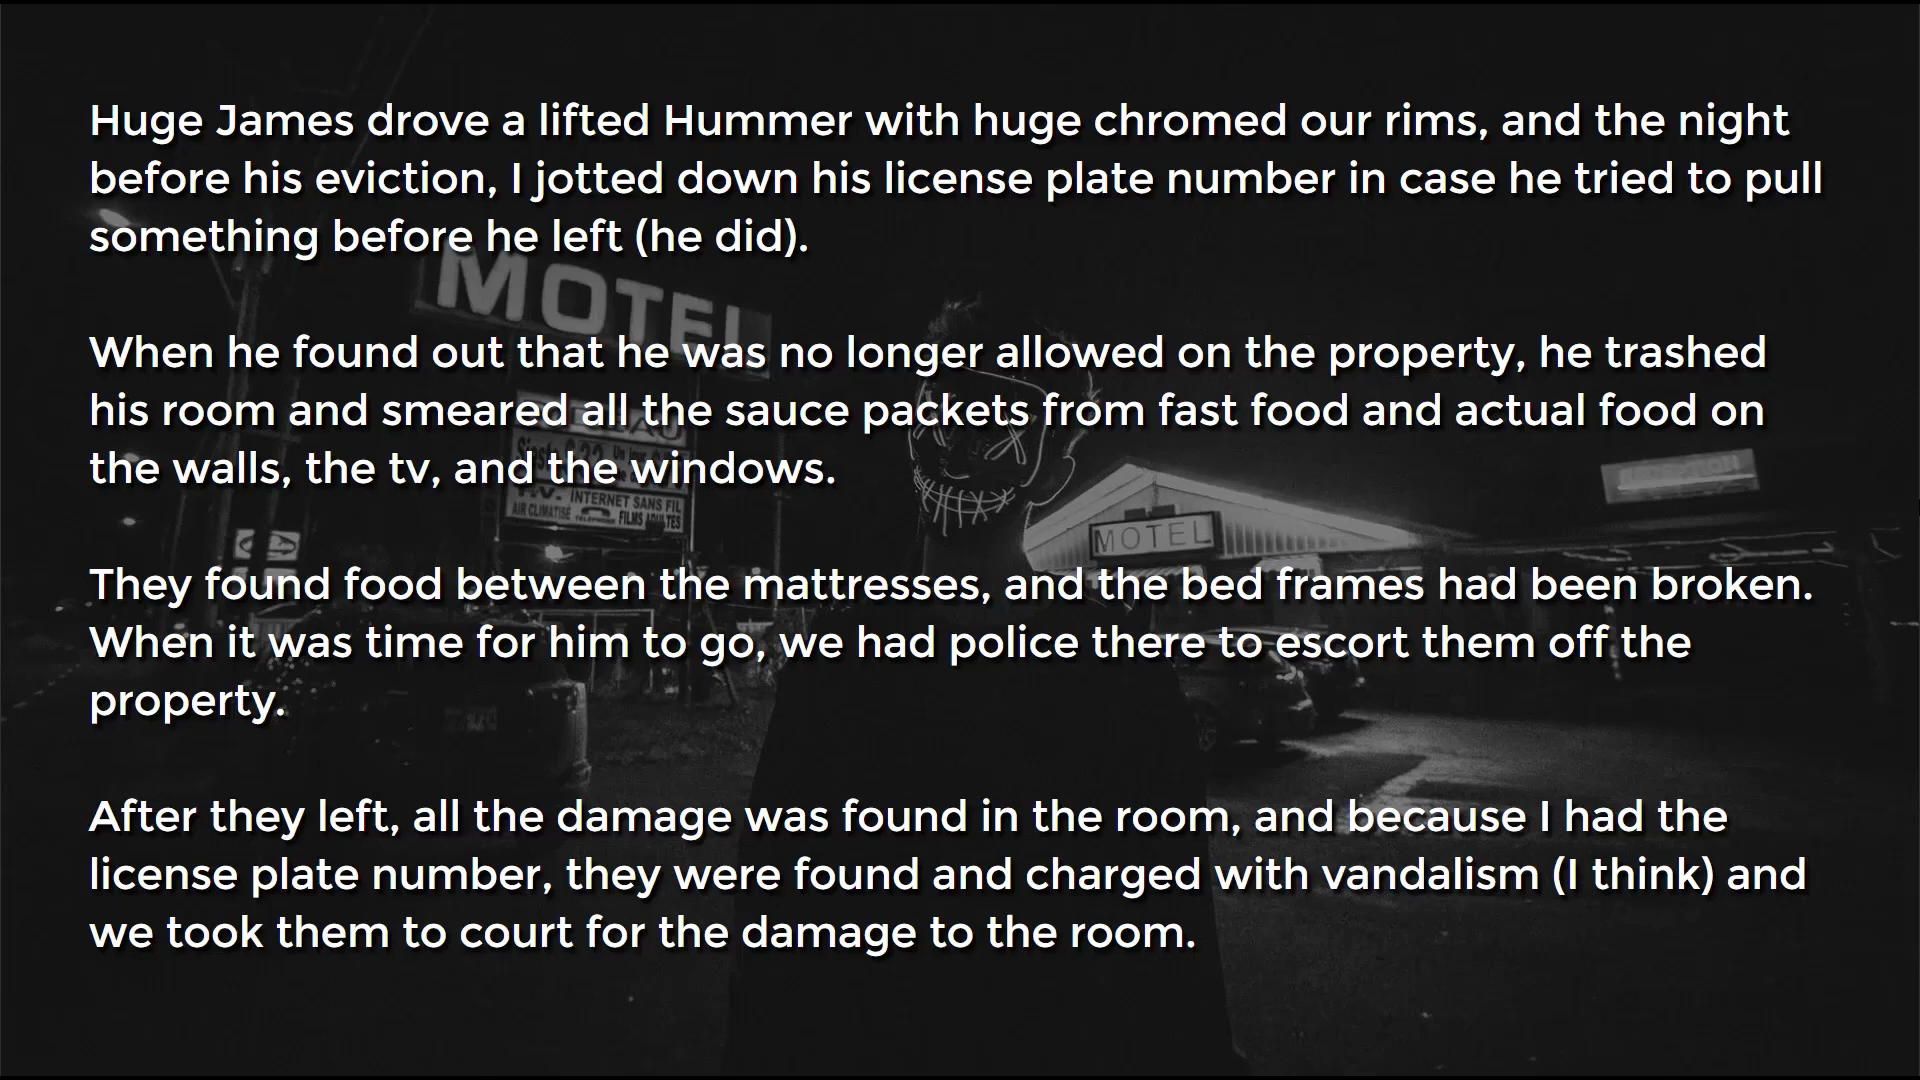 Huge James drove a lifted Hummer with huge chromed our rims, and the night
before his eviction, I jotted down his license plate number in case he tried to pull
something before he left (he did).
MOTEL
When he found out that he was no longer allowed on the property, he trashed
his room and smeared all the sauce packets from fast food and actual food on
the walls, the tv, and the windows.
INTERNET SANS FIL
AIR CLIMATISÉ TÉLÉPHONE FILMS ADULTES
MOTEL
They found food between the mattresses, and the bed frames had been broken.
When it was time for him to go, we had police there to escort them off the
property.
After they left, all the damage was found in the room, and because I had the
license plate number, they were found and charged with vandalism (I think) and
we took them to court for the damage to the room.